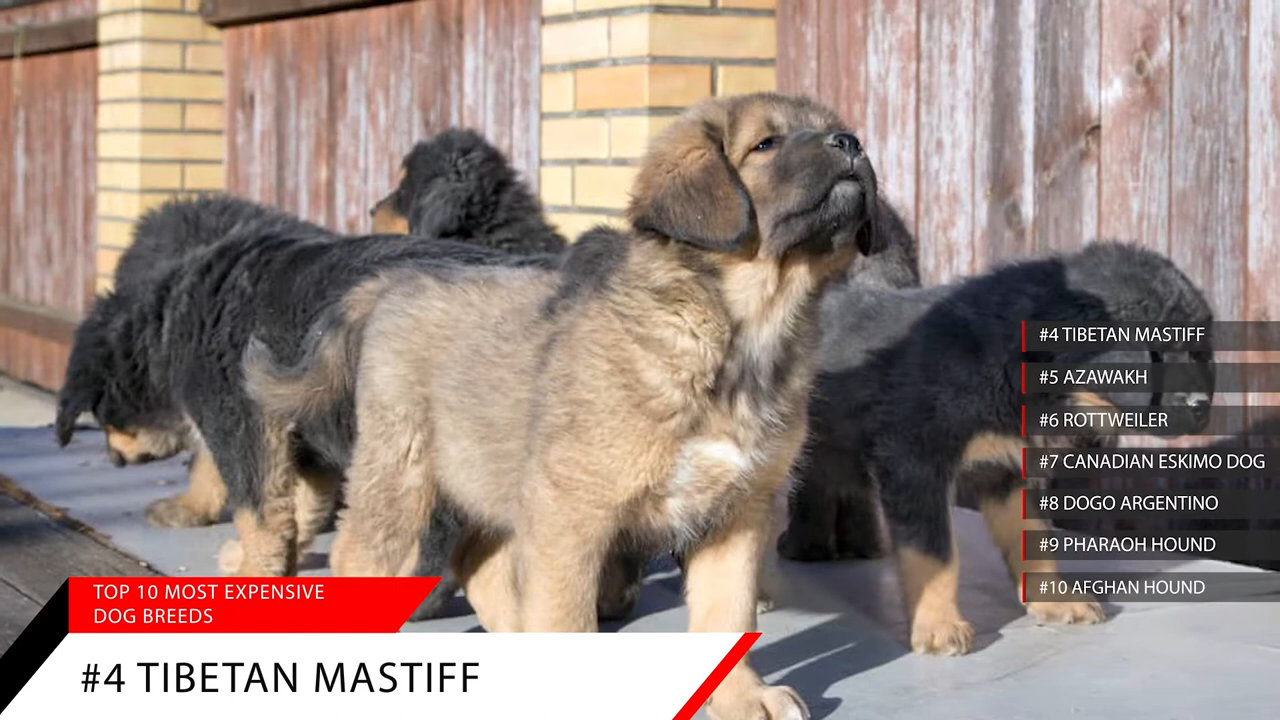 #4 TIBETAN MASTIFF
#5 AZAWAKH
#6 ROTTWEILER
#7 CANADIAN ESKIMO DOG
#8 DOGO ARGENTINO
#9 PHARAOH HOUND
#10 AFGHAN HOUND
TOP 10 MOST EXPENSIVE
DOG BREEDS
#4 TIBETAN MASTIFF